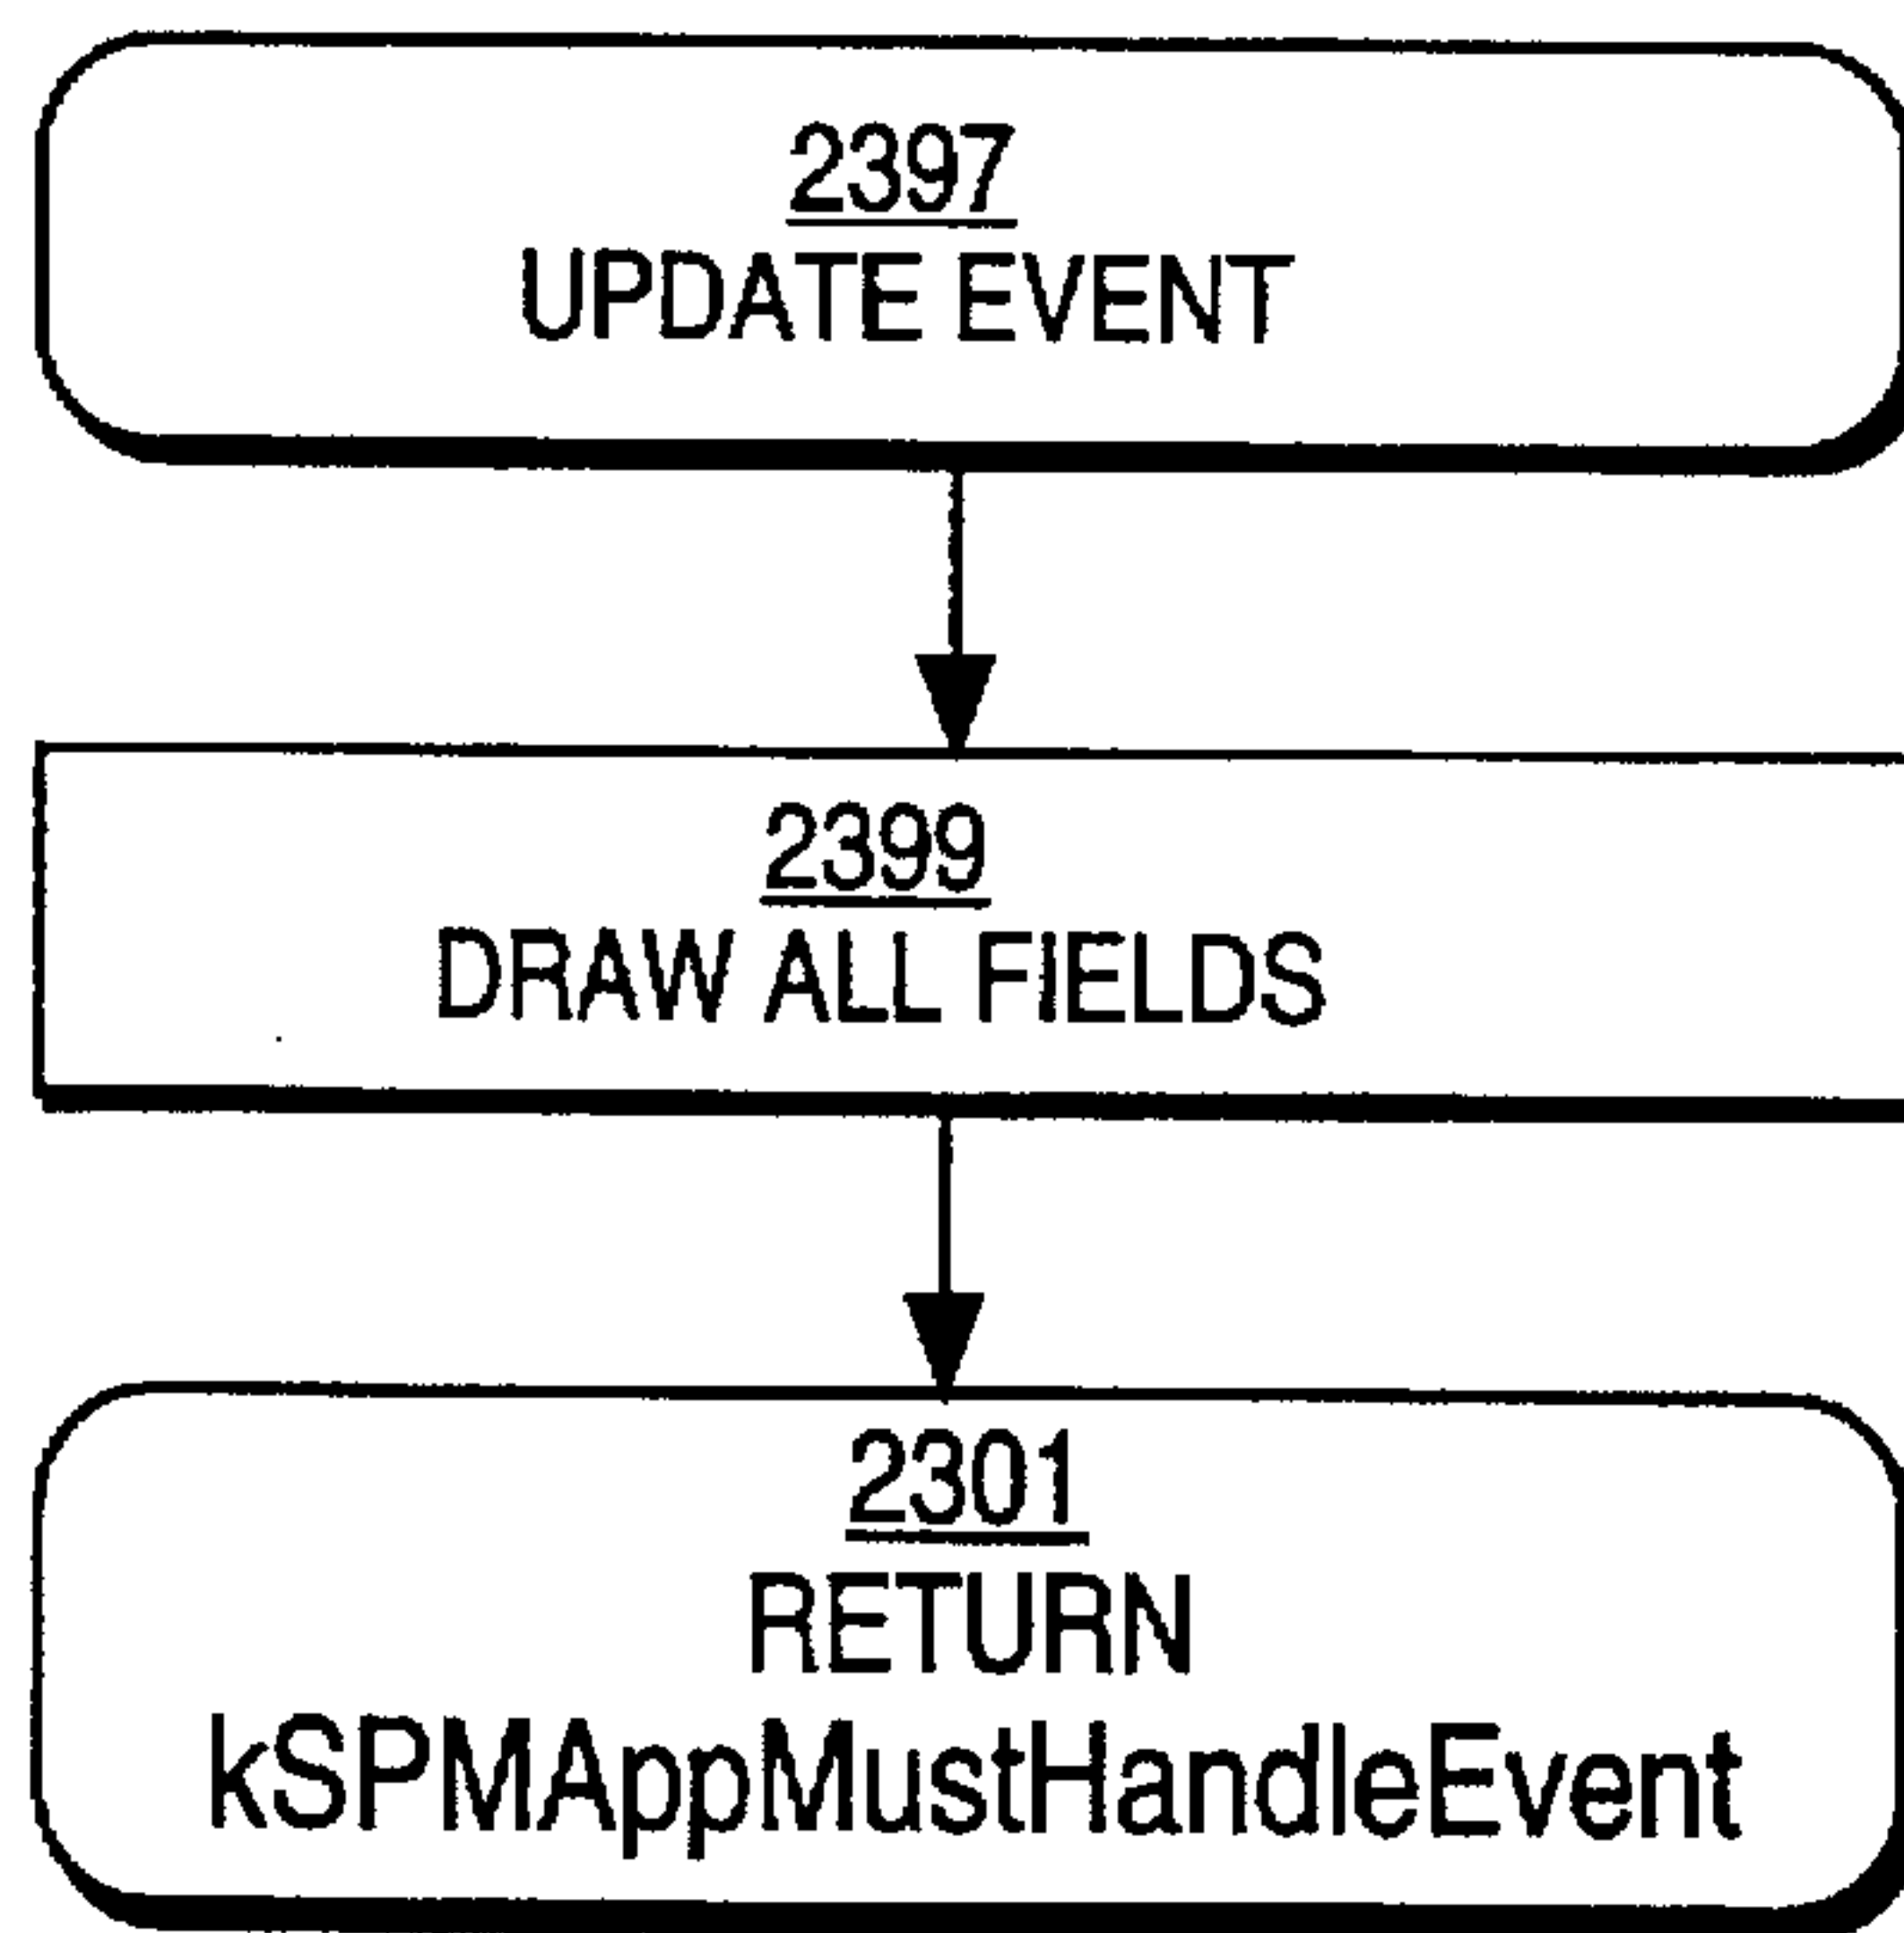 2397
UPDATE EVENT
2399
DRAW ALL FIELDS
2301
RETURN
kSPMAppMustHandleEvent